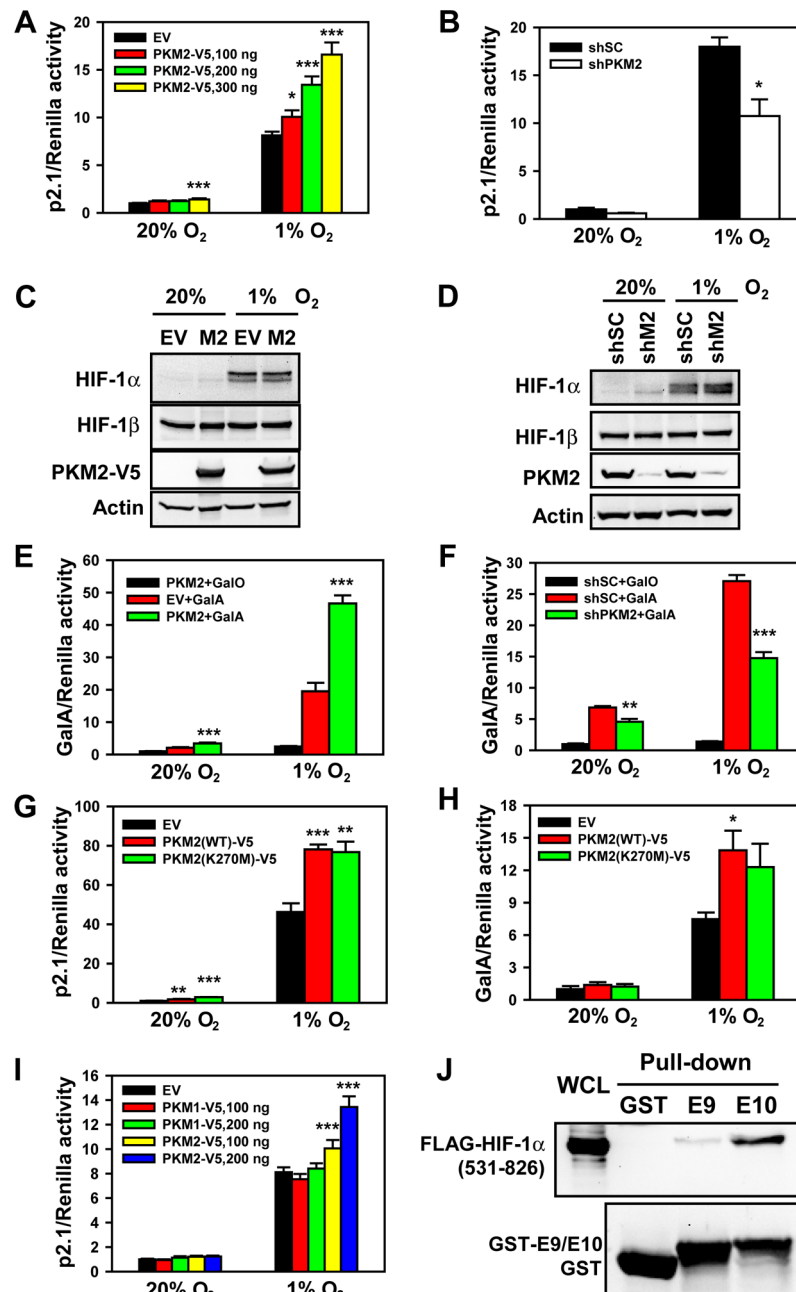 A
p2.1/Renilla activity
20
15
10
5
0
EV
PKM2-V5,100 ng
PKM2-V5,200 ng
PKM2-V5,300 ng
***
*
***
***
20% O2
1% O2
B
p2.1/Renilla activity
20
15
10
5
0
shSC
shPKM2
*
20% O2
1% O2
C
20% 1% O2
EV M2 EV M2
HIF-1α
HIF-1β
PKM2-V5
Actin
D
20% 1% O2
shSC shM2 shSC shM2
HIF-1α
HIF-1β
PKM2
Actin
E
GalA/Renilla activity
60
50
40
30
20
10
0
PKM2+GalO
EV+GalA
PKM2+GalA
***
***
20% O2
1% O2
F
GalA/Renilla activity
30
25
20
15
10
5
0
shSC+GalO
shSC+GalA
shPKM2+GalA
**
***
20% O2
1% O2
G
p2.1/Renilla activity
100
80
60
40
20
0
EV
PKM2(WT)-V5
PKM2(K270M)-V5
**
***
***
**
20% O2
1% O2
H
GalA/Renilla activity
18
15
12
9
6
3
0
EV
PKM2(WT)-V5
PKM2(K270M)-V5
*
20% O2
1% O2
I
p2.1/Renilla activity
16
14
12
10
8
6
4
2
0
EV
PKM1-V5,100 ng
PKM1-V5,200 ng
PKM2-V5,100 ng
PKM2-V5,200 ng
***
***
20% O2
1% O2
J
Pull-down
WCL GST E9 E10
FLAG-HIF-1α
(531-826)
GST-E9/E10
GST